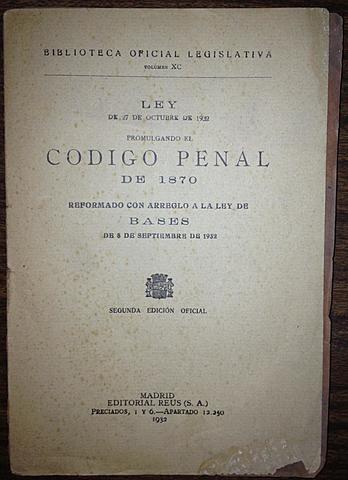 BIBLIOTECA OFICIAL LEGISLATIVA
VOLUMEN XC
LEY
DE 27 DE OCTUBRE DE 1932
PROMULGANDO EL
CODIGO PENAL
DE 1870
REFORMADO CON ARREGLO A LA LEY DE
BASES
DE 8 DE SEPTIEMBRE DE 1932
SEGUNDA EDICIÓN OFICIAL
MADRID
EDITORIAL REUS (S. A.)
PRECIADOS, 1 Y 6.—APARTADO 12.250
1932